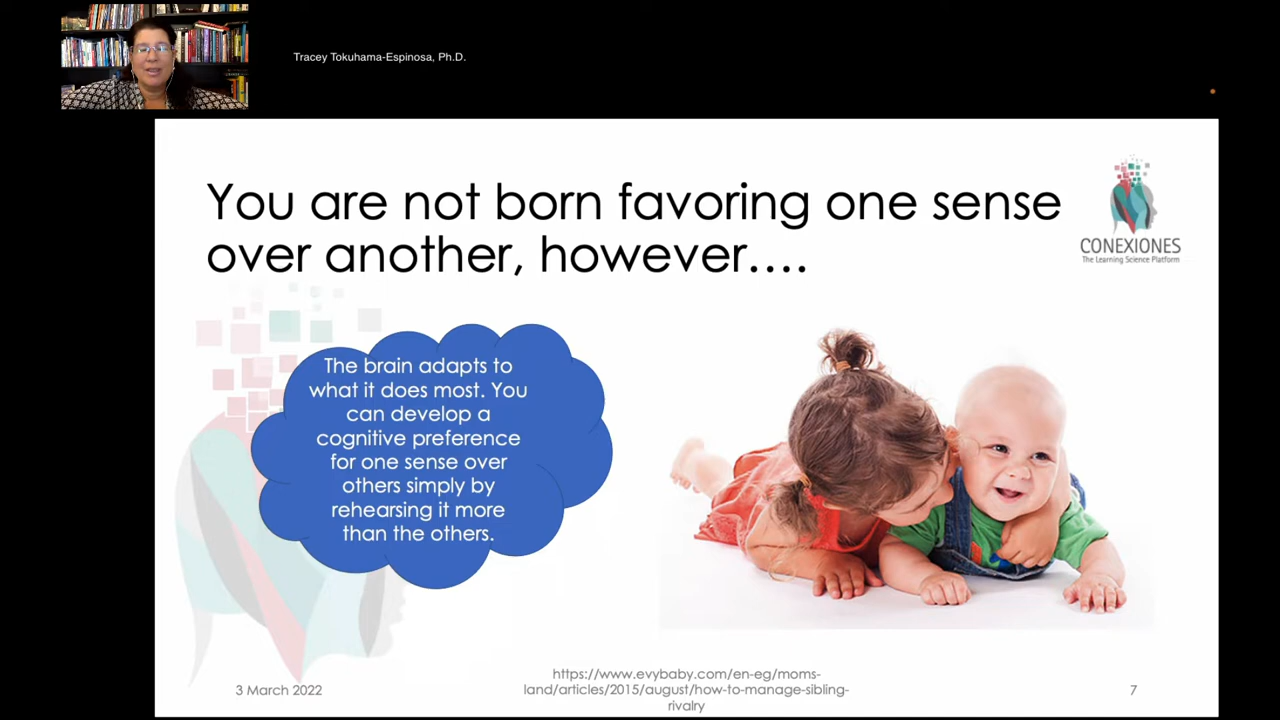 Tracey Tokuhama-Espinosa, Ph.D.
You are not born favoring one sense
over another, however....
CONEXIONES
The Learning Science Platform
The brain adapts to
what it does most. You
can develop a
cognitive preference
for one sense over
others simply by
rehearsing it more
than the others.
3 March 2022
https://www.evybaby.com/en-eg/moms-
land/articles/2015/august/how-to-manage-sibling-
rivalry
7